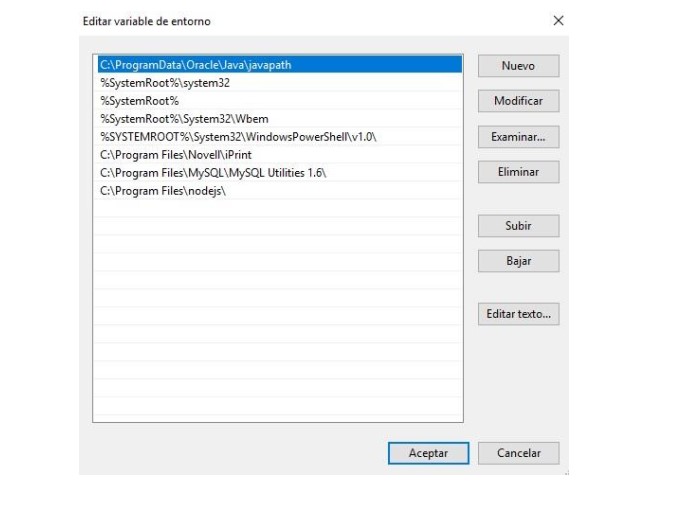 Editar variable de entorno
C:\ProgramData\Oracle\Java\javapath
%SystemRoot%\system32
%SystemRoot%
%SystemRoot%\System32\Wbem
%SYSTEMROOT%\System32\WindowsPowerShell\v1.0\
C:\Program Files\Novell\iPrint
C:\Program Files\MySQL\MySQL Utilities 1.6\
C:\Program Files\nodejs\
Nuevo
Modificar
Examinar...
Eliminar
Subir
Bajar
Editar texto...
Aceptar
Cancelar